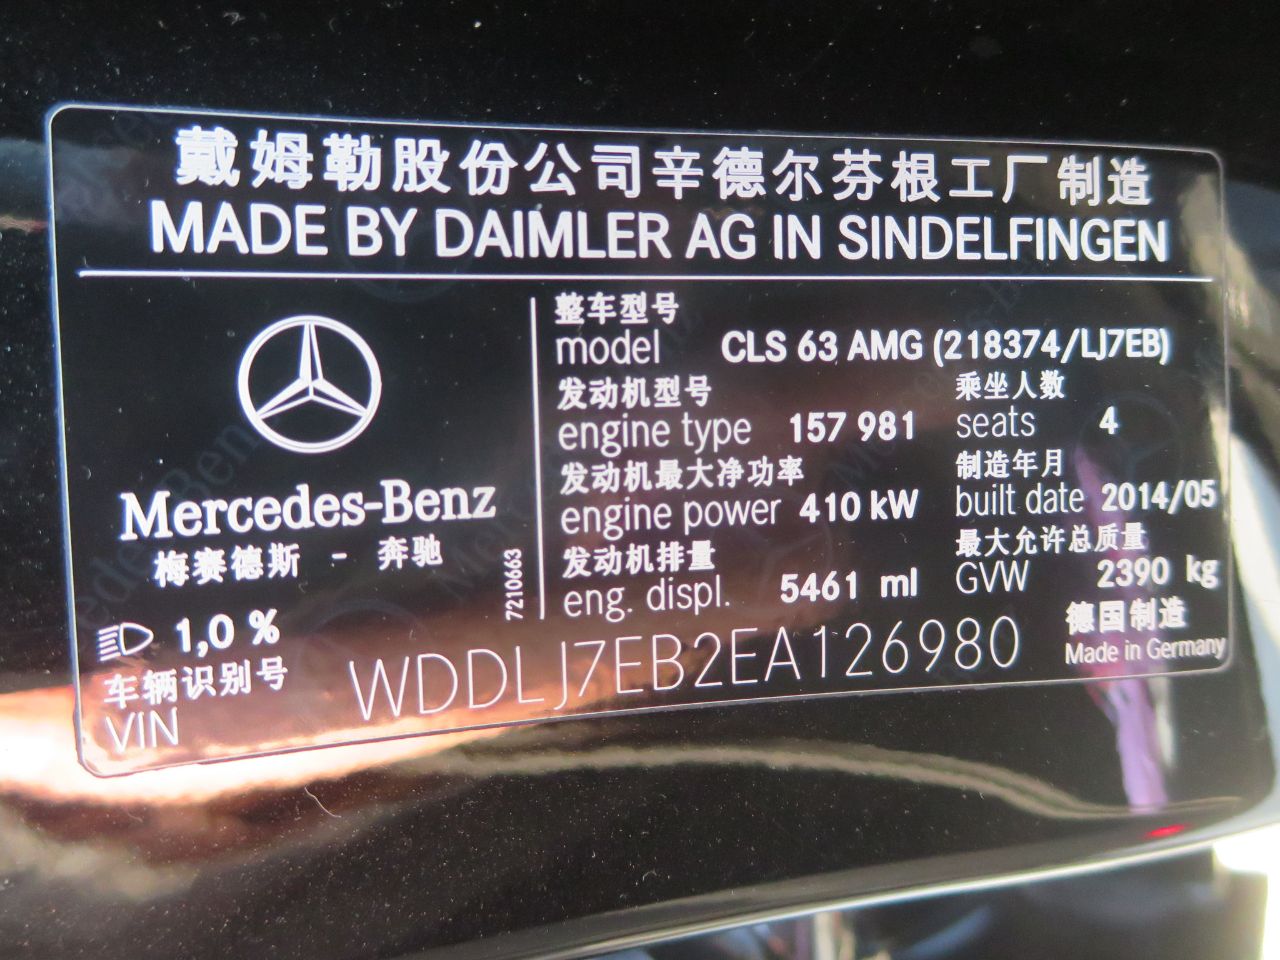 戴姆勒股份公司辛德尔芬根工厂制造
MADE BY DAIMLER AG IN SINDELFINGEN
Mercedes-Benz
梅赛德斯 - 奔驰
7210663
1,0 %
整车型号
model CLS 63 AMG (218374/LJ7EB)
发动机型号
engine type 157 981
乘坐人数
seats 4
发动机最大净功率
engine power 410 kW
制造年月
built date 2014/05
发动机排量
eng. displ. 5461 ml
最大允许总质量
GVW 2390 kg
车辆识别号
VIN WDDLJ7EB2EA126980
德国制造
Made in Germany